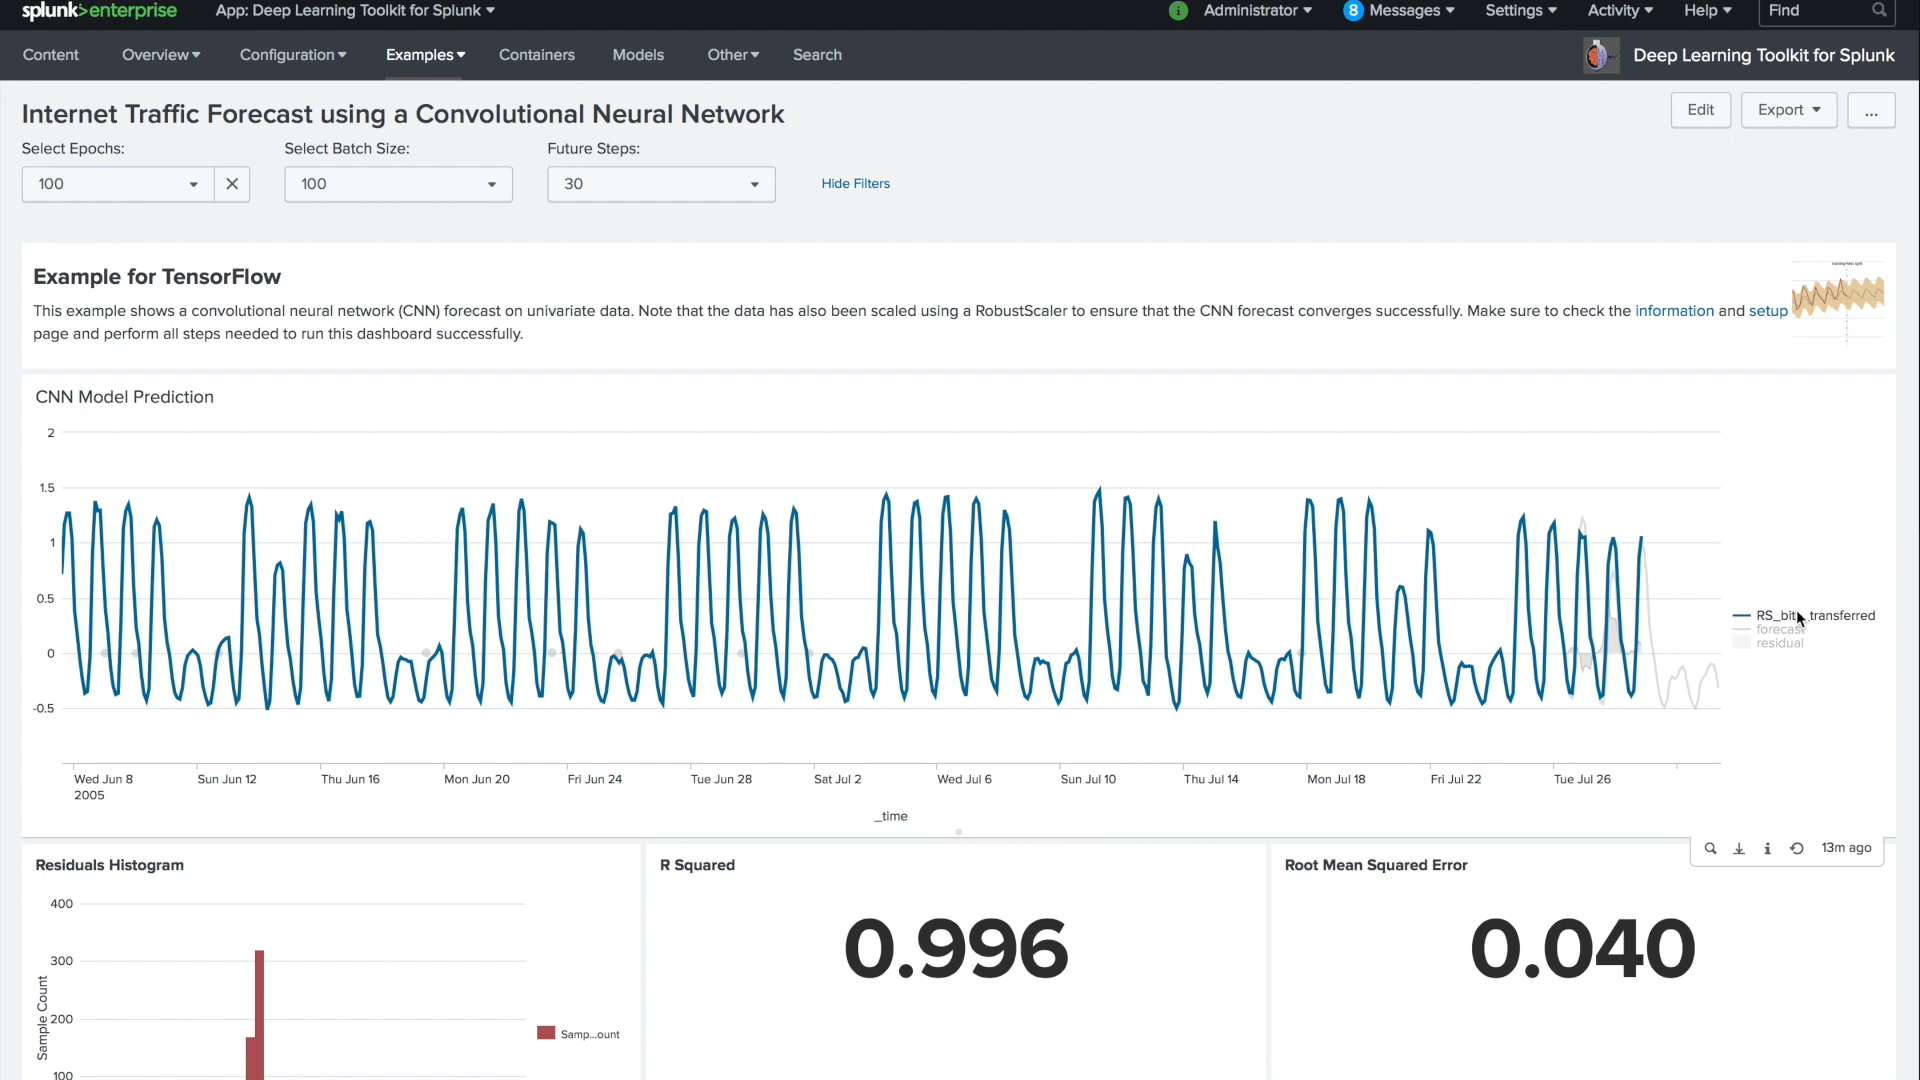 splunk>enterprise App: Deep Learning Toolkit for Splunk i Administrator 8 Messages Settings Activity Help Find
Content Overview Configuration Examples Containers Models Other Search Deep Learning Toolkit for Splunk
Internet Traffic Forecast using a Convolutional Neural Network
Edit Export ...
Select Epochs: Select Batch Size: Future Steps:
100 100 30 Hide Filters
Example for TensorFlow
This example shows a convolutional neural network (CNN) forecast on univariate data. Note that the data has also been scaled using a RobustScaler to ensure that the CNN forecast converges successfully. Make sure to check the information and setup
page and perform all steps needed to run this dashboard successfully.
CNN Model Prediction
2
1.5
1
0.5
0
-0.5
RS_bit transferred
forecast
residual
Wed Jun 8 Sun Jun 12 Thu Jun 16 Mon Jun 20 Fri Jun 24 Tue Jun 28 Sat Jul 2 Wed Jul 6 Sun Jul 10 Thu Jul 14 Mon Jul 18 Fri Jul 22 Tue Jul 26
2005
_time
13m ago
Residuals Histogram
400
300
200
100
Sample Count
Samp...ount
R Squared
0.996
Root Mean Squared Error
0.040